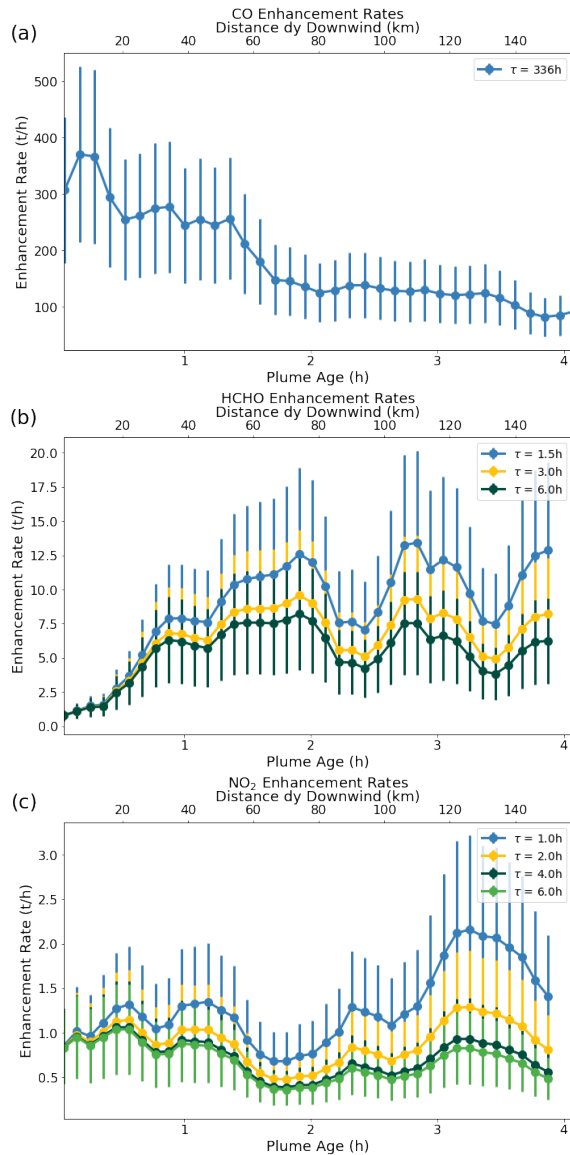 (a)
CO Enhancement Rates
Distance dy Downwind (km)
20 40 60 80 100 120 140
τ = 336h
500
400
300
200
100
Enhancement Rate (t/h)
1 2 3 4
Plume Age (h)
(b)
HCHO Enhancement Rates
Distance dy Downwind (km)
20 40 60 80 100 120 140
τ = 1.5h
τ = 3.0h
τ = 6.0h
20.0
17.5
15.0
12.5
10.0
7.5
5.0
2.5
0.0
Enhancement Rate (t/h)
1 2 3 4
Plume Age (h)
(c)
NO₂ Enhancement Rates
Distance dy Downwind (km)
20 40 60 80 100 120 140
τ = 1.0h
τ = 2.0h
τ = 4.0h
τ = 6.0h
3.0
2.5
2.0
1.5
1.0
0.5
Enhancement Rate (t/h)
1 2 3 4
Plume Age (h)